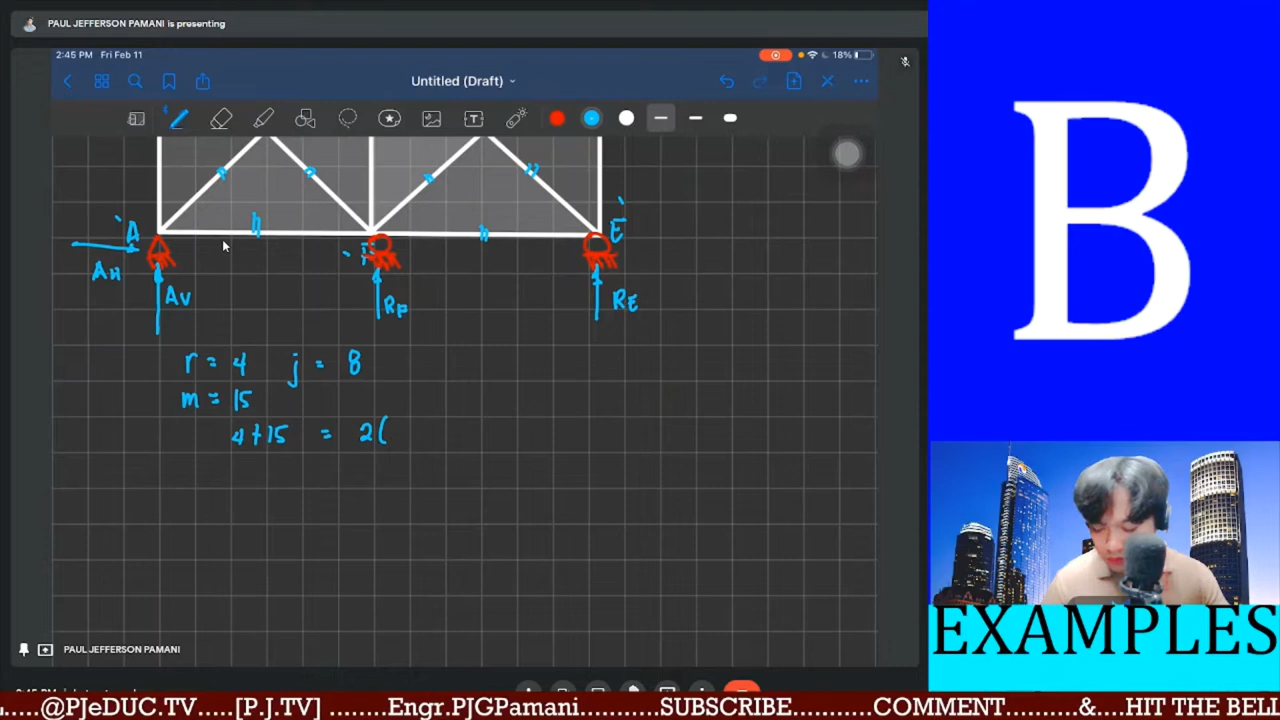 PAUL JEFFERSON PAMANI is presenting
2:45 PM Fri Feb 11
18%
Untitled (Draft)
T
A
E
AH
AV
RF
RE
r = 4 j = 8
m = 15
4+15 = 2(
PAUL JEFFERSON PAMANI
B
EXAMPLES
@PJeDUC.TV.....[P.J.TV] ........Engr.PJGPamani.........SUBSCRIBE..........COMMENT..........&....HIT THE BELL